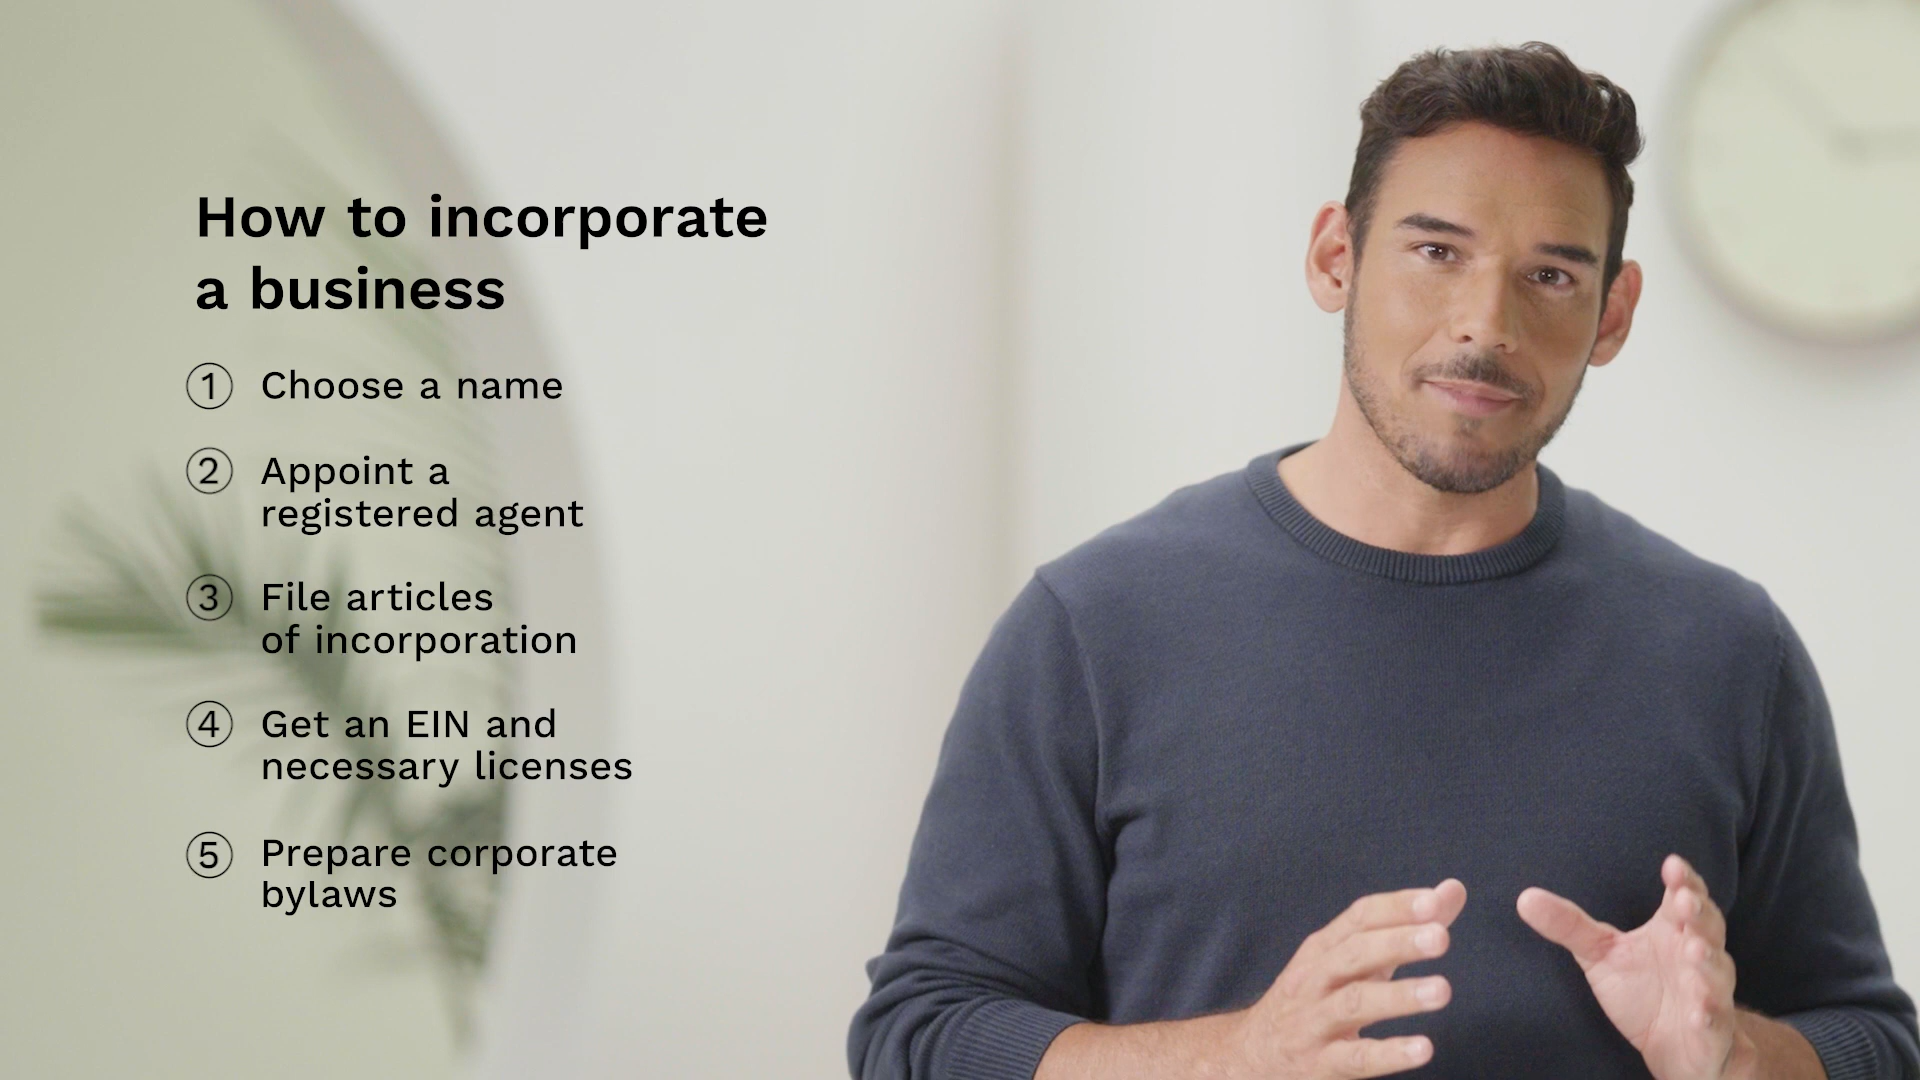 How to incorporate
a business
1 Choose a name
2 Appoint a
registered agent
3 File articles
of incorporation
4 Get an EIN and
necessary licenses
5 Prepare corporate
bylaws